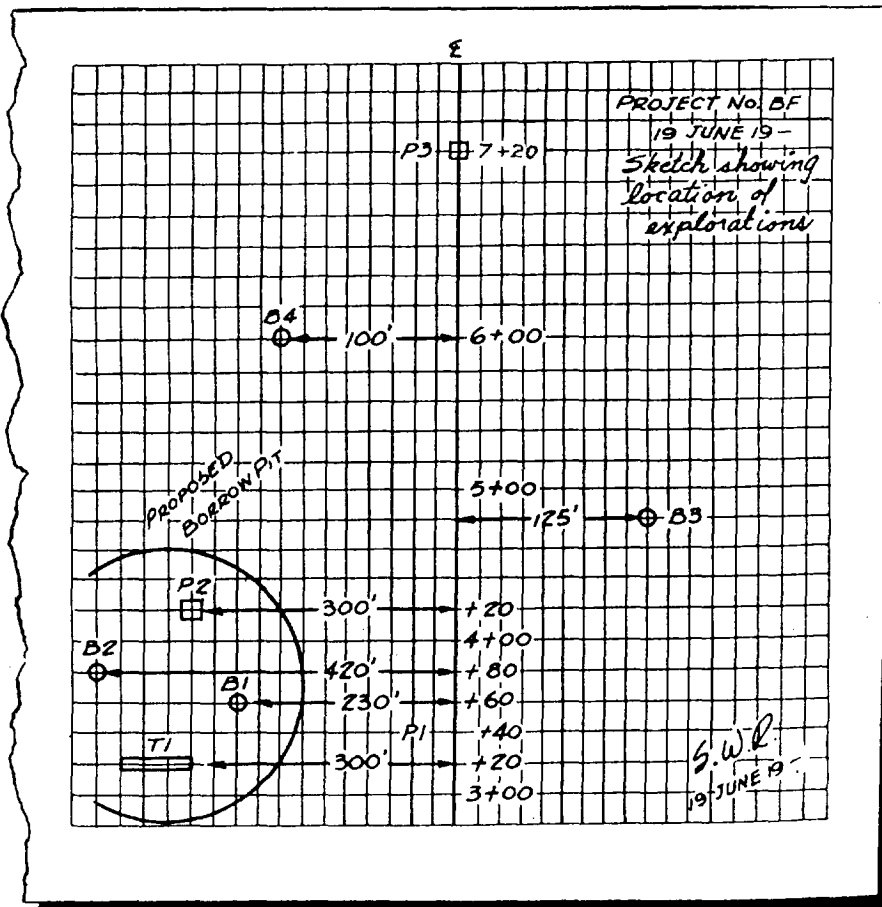 ℄
PROJECT No. BF
19 JUNE 19-
Sketch showing
location of
explorations
P3 7+20
B4
100' 6+00
PROPOSED
BORROW PIT
5+00
125' B3
P2
300' +20
4+00
B2
420' +80
B1
230' +60
P1 +40
T1
300' +20
3+00
S.W.R
19 JUNE 19-